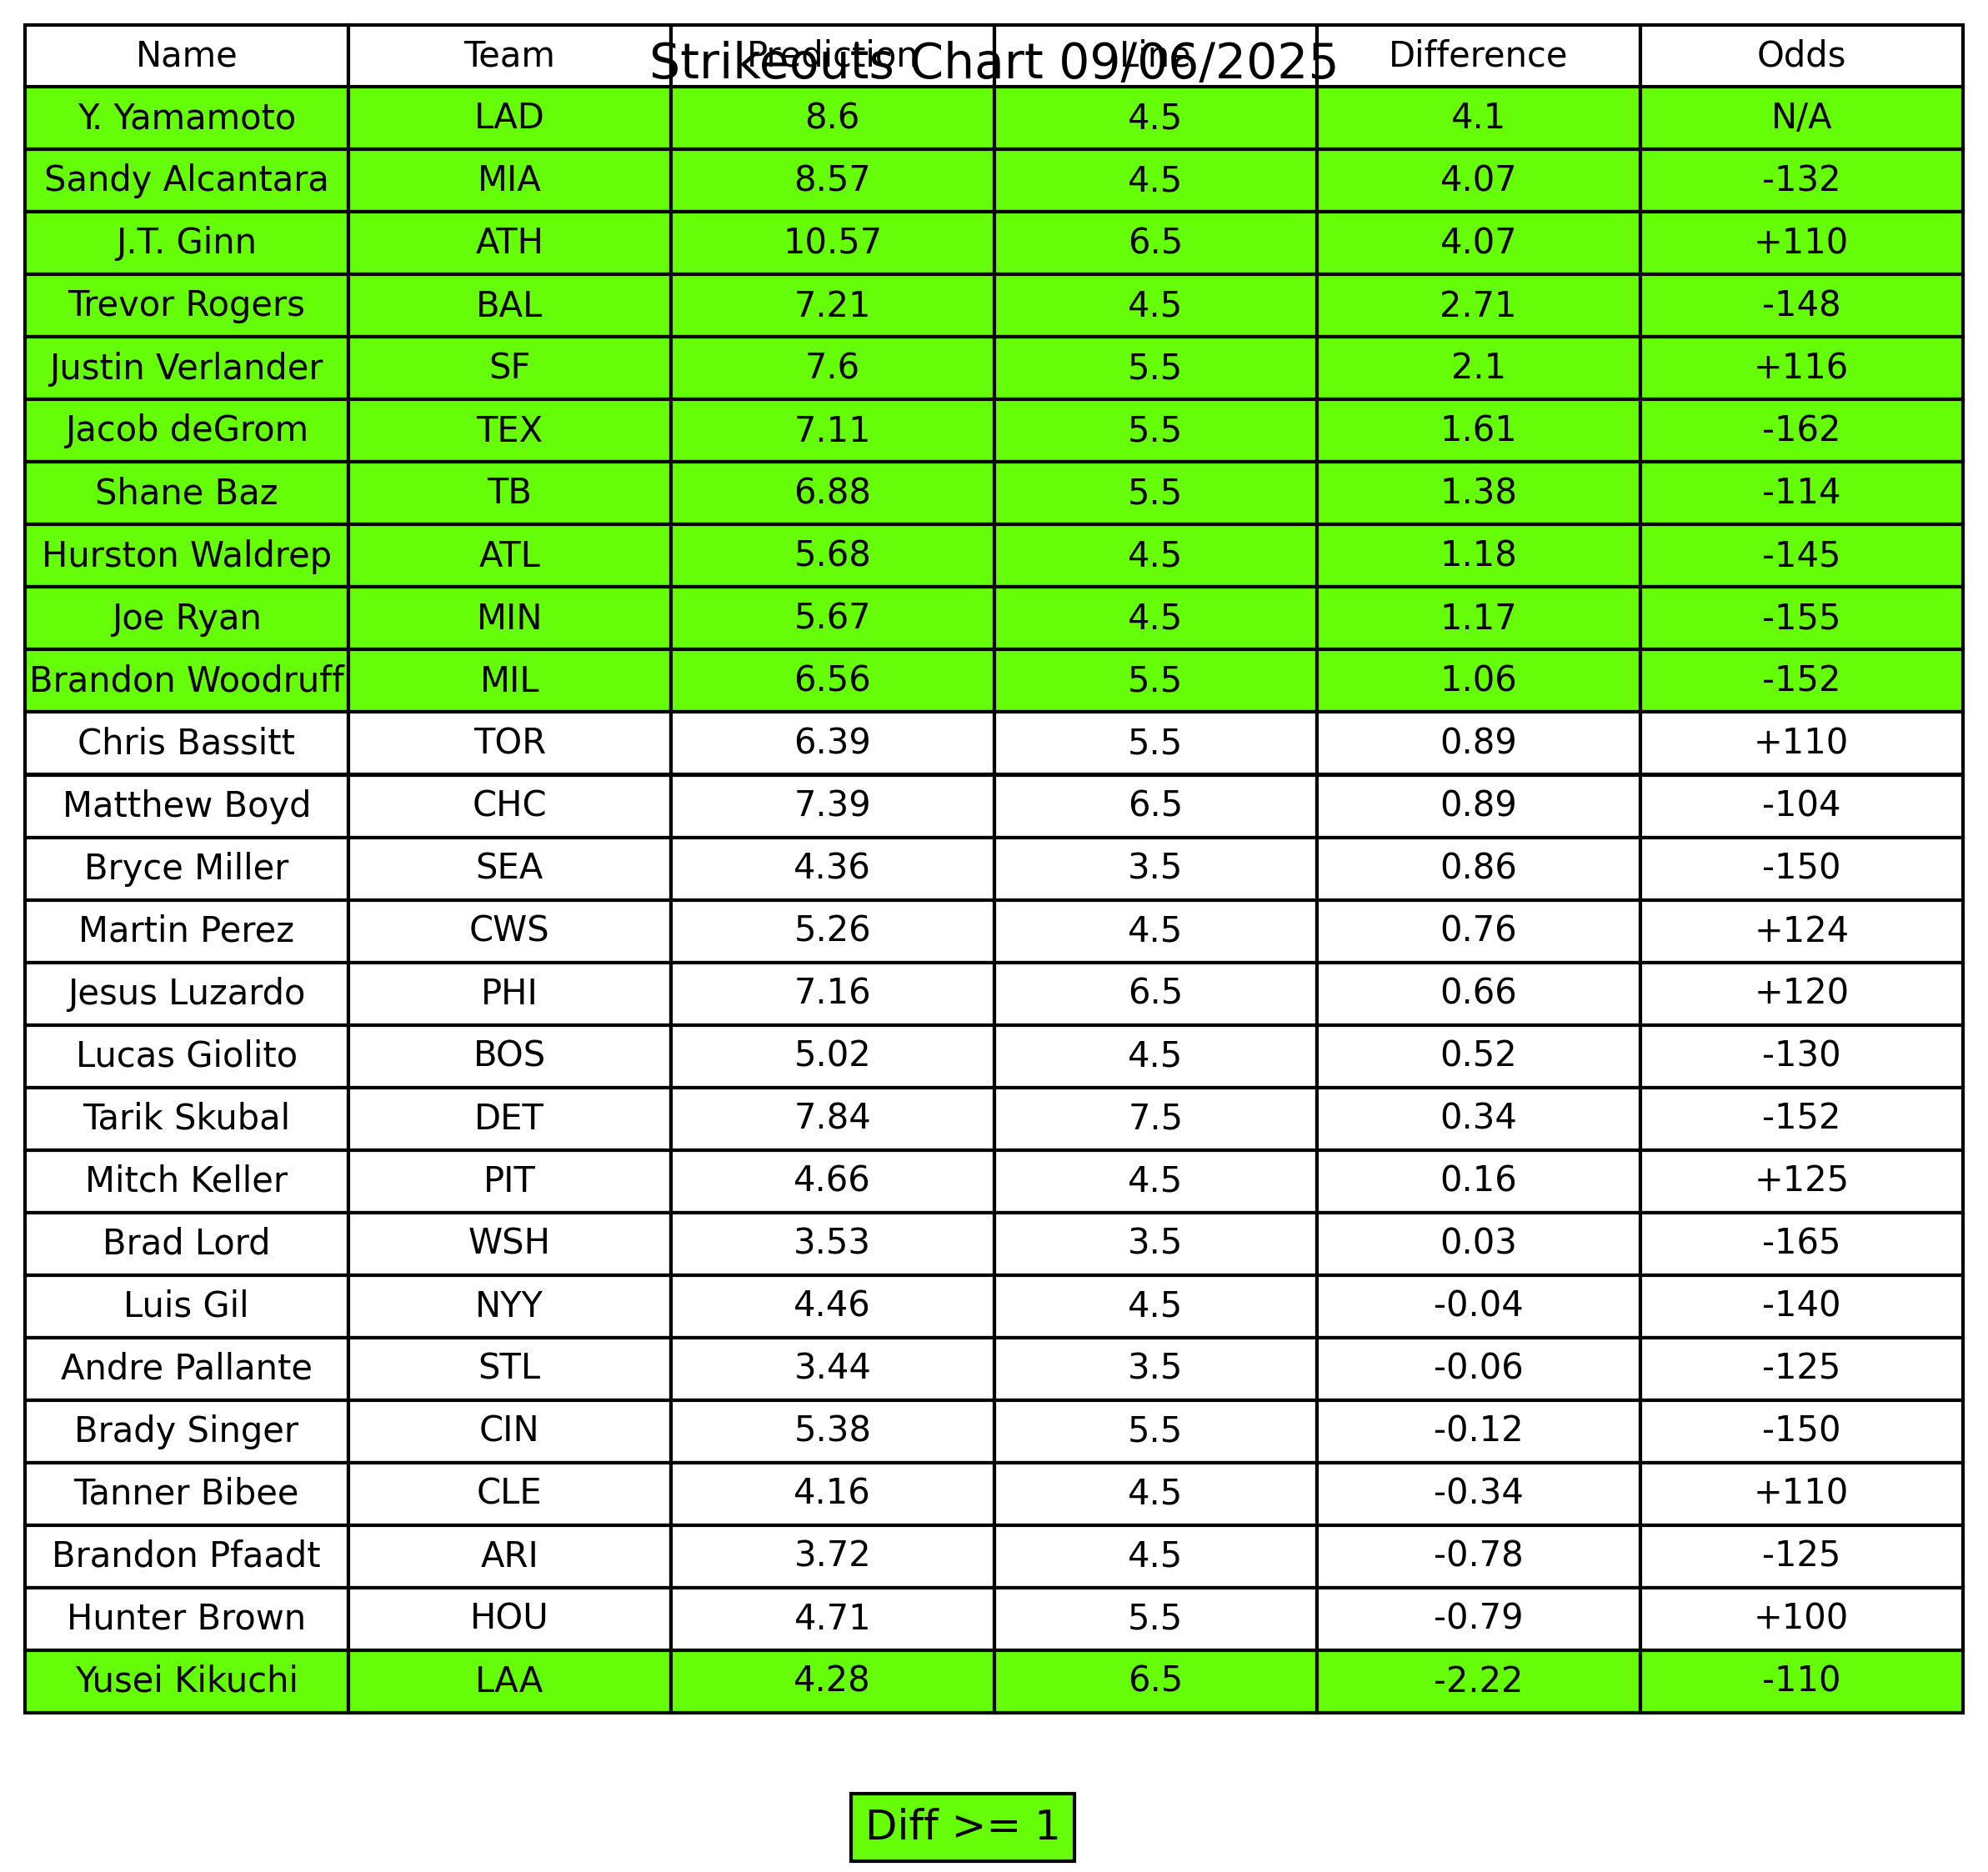 Strikeouts Chart 09/06/2025
Name Team Prediction Line Difference Odds
Y. Yamamoto LAD 8.6 4.5 4.1 N/A
Sandy Alcantara MIA 8.57 4.5 4.07 -132
J.T. Ginn ATH 10.57 6.5 4.07 +110
Trevor Rogers BAL 7.21 4.5 2.71 -148
Justin Verlander SF 7.6 5.5 2.1 +116
Jacob deGrom TEX 7.11 5.5 1.61 -162
Shane Baz TB 6.88 5.5 1.38 -114
Hurston Waldrep ATL 5.68 4.5 1.18 -145
Joe Ryan MIN 5.67 4.5 1.17 -155
Brandon Woodruff MIL 6.56 5.5 1.06 -152
Chris Bassitt TOR 6.39 5.5 0.89 +110
Matthew Boyd CHC 7.39 6.5 0.89 -104
Bryce Miller SEA 4.36 3.5 0.86 -150
Martin Perez CWS 5.26 4.5 0.76 +124
Jesus Luzardo PHI 7.16 6.5 0.66 +120
Lucas Giolito BOS 5.02 4.5 0.52 -130
Tarik Skubal DET 7.84 7.5 0.34 -152
Mitch Keller PIT 4.66 4.5 0.16 +125
Brad Lord WSH 3.53 3.5 0.03 -165
Luis Gil NYY 4.46 4.5 -0.04 -140
Andre Pallante STL 3.44 3.5 -0.06 -125
Brady Singer CIN 5.38 5.5 -0.12 -150
Tanner Bibee CLE 4.16 4.5 -0.34 +110
Brandon Pfaadt ARI 3.72 4.5 -0.78 -125
Hunter Brown HOU 4.71 5.5 -0.79 +100
Yusei Kikuchi LAA 4.28 6.5 -2.22 -110
Diff >= 1